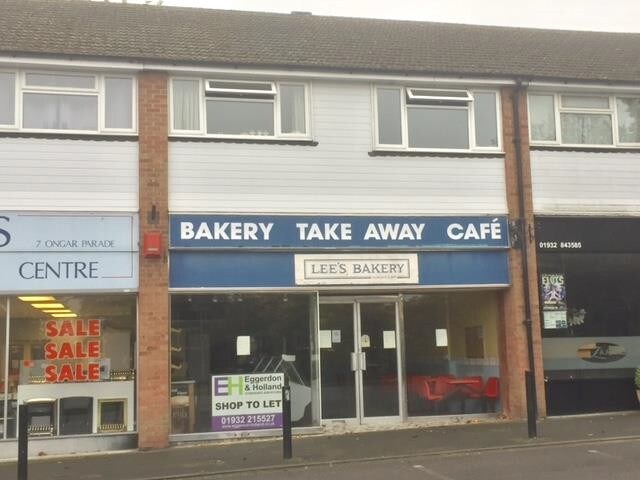 S
7 ONGAR PARADE
CENTRE
BAKERY TAKE AWAY CAFÉ
LEE'S BAKERY
01932 843585
SALE
SALE
SALE
EH Eggerdon
& Holland
SHOP TO LET
01932 215527